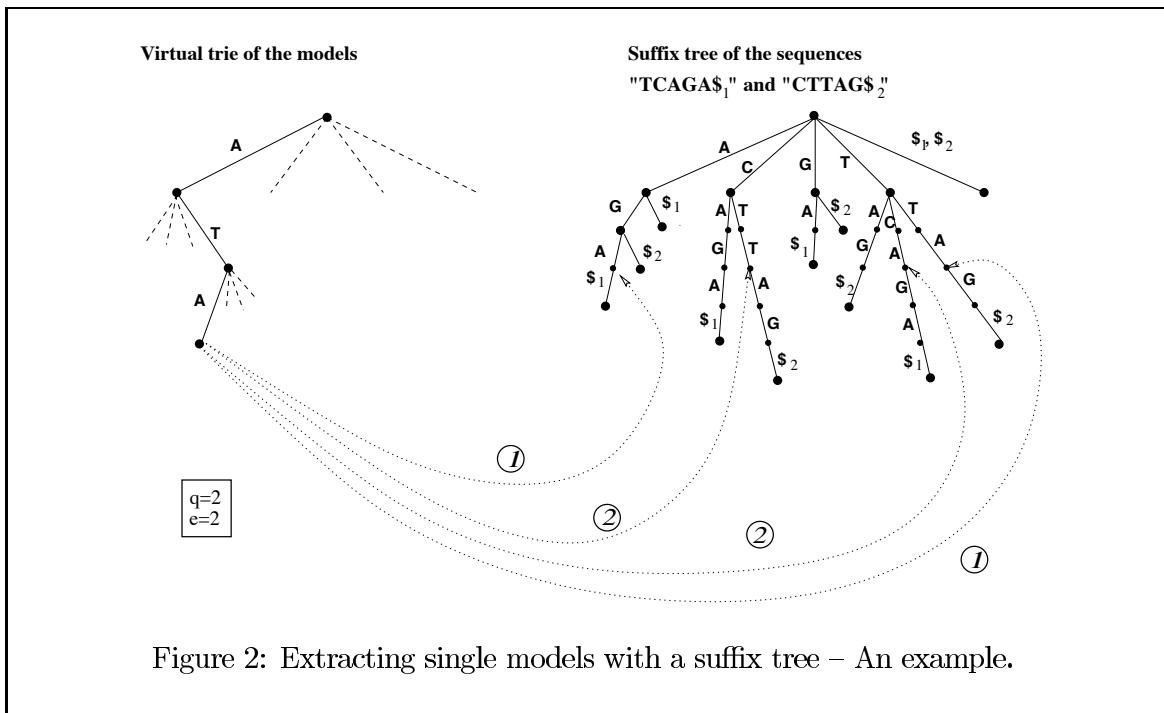 Virtual trie of the models
Suffix tree of the sequences
"TCAGA$1" and "CTTAG$2"
A
T
A
A
C
G
T
$1, $2
G
$1
A
T
A
$2
A
C
T
A
$2
G
T
$1
G
A
A
$1
A
A
$2
G
G
$1
G
A
$2
$2
$1
1
2
2
1
q=2
e=2
Figure 2: Extracting single models with a suffix tree – An example.